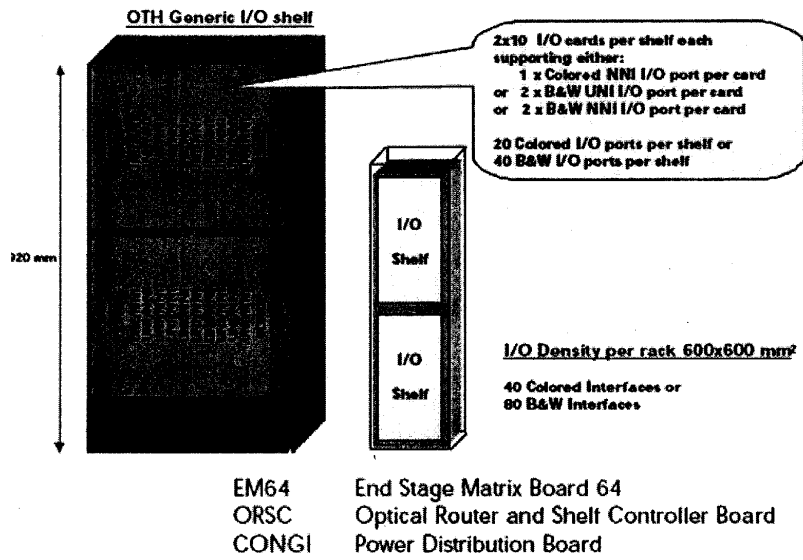 OTH Generic I/O shelf
2x10 I/O cards per shelf each
supporting either:
1 x Colored NNI I/O port per card
or 2 x B&W UNI I/O port per card
or 2 x B&W NNI I/O port per card
20 Colored I/O ports per shelf or
40 B&W I/O ports per shelf
920 mm
I/O
Shelf
I/O
Shelf
I/O Density per rack 600x600 mm²
40 Colored Interfaces or
80 B&W Interfaces
EM64 End Stage Matrix Board 64
ORSC Optical Router and Shelf Controller Board
CONGI Power Distribution Board